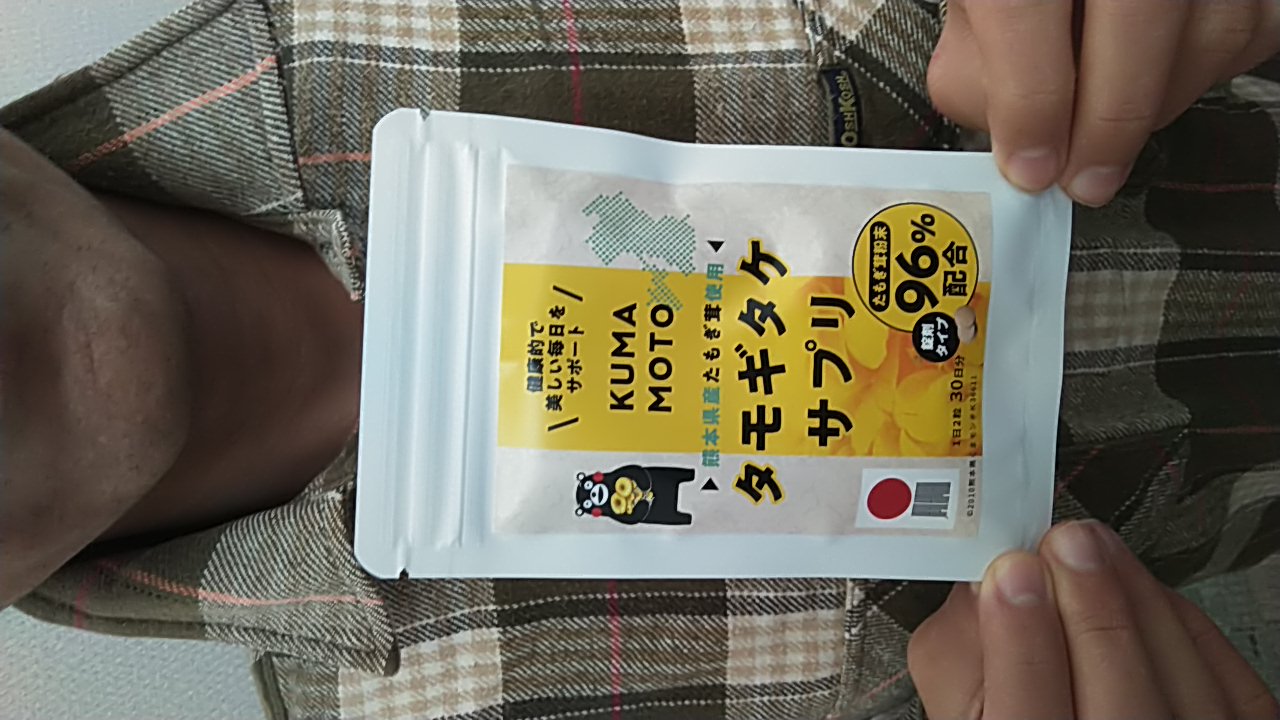 OSHKOSH
健康的で
美しい毎日を
サポート
KUMA
MOTO
熊本県産たもぎ茸使用
タモギタケ
サプリ
たもぎ茸粉末
96%
配合
錠剤
タイプ
1日2粒 30日分